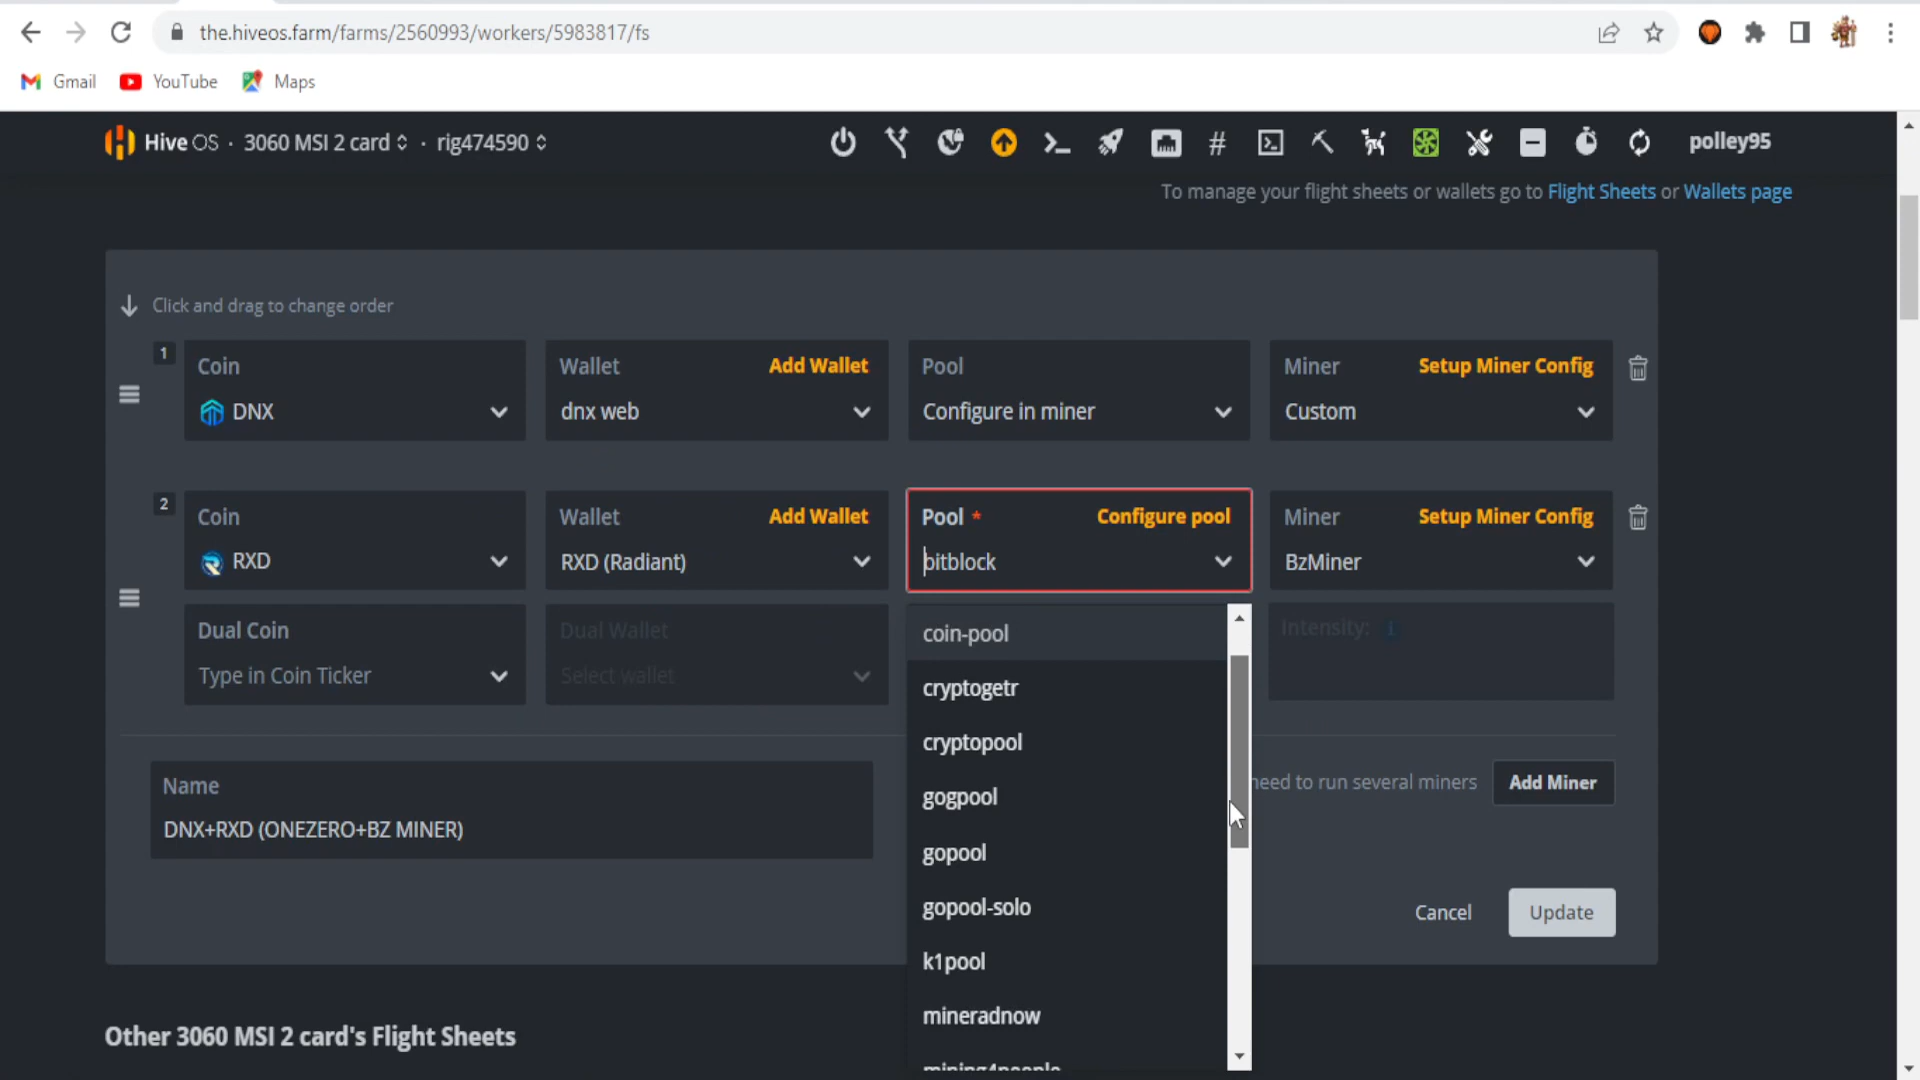 the.hiveos.farm/farms/2560993/workers/5983817/fs
Gmail YouTube Maps
Hive OS · 3060 MSI 2 card · rig474590 polley95
To manage your flight sheets or wallets go to Flight Sheets or Wallets page
Click and drag to change order
1
Coin
DNX
Wallet Add Wallet
dnx web
Pool
Configure in miner
Miner Setup Miner Config
Custom
2
Coin
RXD
Wallet Add Wallet
RXD (Radiant)
Pool * Configure pool
bitblock
Miner Setup Miner Config
BzMiner
Dual Coin
Type in Coin Ticker
Dual Wallet
Select wallet
Intensity: i
coin-pool
cryptogetr
cryptopool
gogpool
gopool
gopool-solo
k1pool
mineradnow
mining4people
Name
DNX+RXD (ONEZERO+BZ MINER)
need to run several miners Add Miner
Cancel Update
Other 3060 MSI 2 card's Flight Sheets